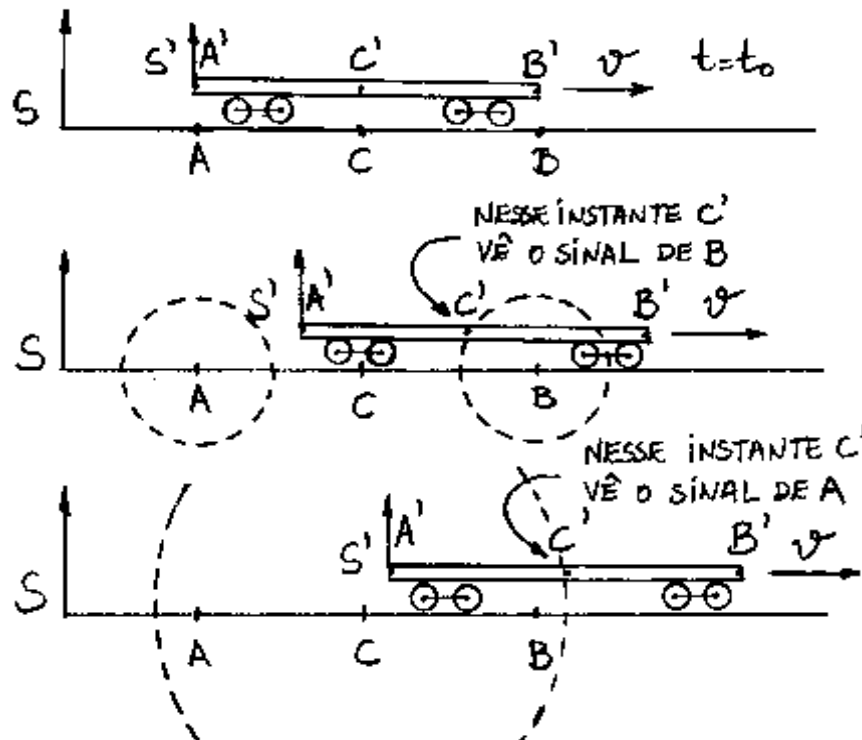 S' A' C' B' v t=t₀
S
A C B
NESSE INSTANTE C'
VÊ O SINAL DE B
S' A' C' B' v
S
A C B
NESSE INSTANTE C'
VÊ O SINAL DE A
S' A' C' B' v
S
A C B